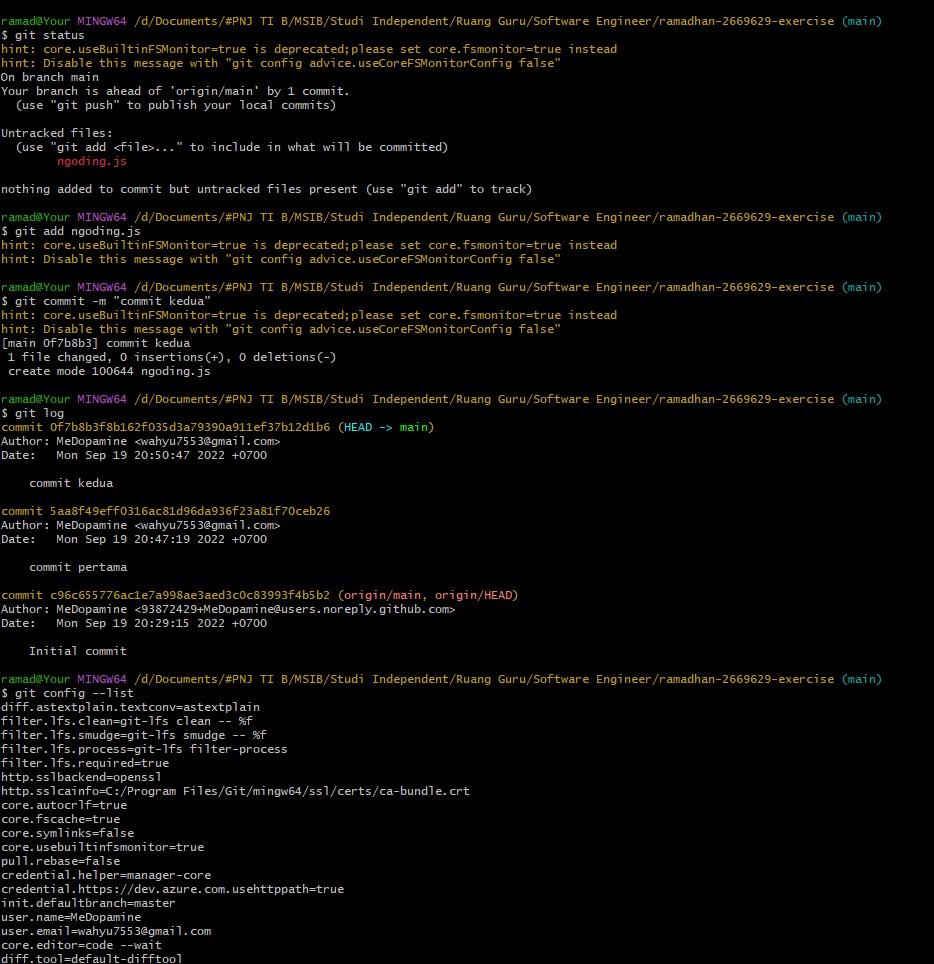 ramad@Your MINGW64 /d/Documents/#PNJ TI B/MSIB/Studi Independent/Ruang Guru/Software Engineer/ramadhan-2669629-exercise (main)
$ git status
hint: core.useBuiltinFSMonitor=true is deprecated;please set core.fsmonitor=true instead
hint: Disable this message with "git config advice.useCoreFSMonitorConfig false"
On branch main
Your branch is ahead of 'origin/main' by 1 commit.
  (use "git push" to publish your local commits)

Untracked files:
  (use "git add <file>..." to include in what will be committed)
        ngoding.js

nothing added to commit but untracked files present (use "git add" to track)

ramad@Your MINGW64 /d/Documents/#PNJ TI B/MSIB/Studi Independent/Ruang Guru/Software Engineer/ramadhan-2669629-exercise (main)
$ git add ngoding.js
hint: core.useBuiltinFSMonitor=true is deprecated;please set core.fsmonitor=true instead
hint: Disable this message with "git config advice.useCoreFSMonitorConfig false"

ramad@Your MINGW64 /d/Documents/#PNJ TI B/MSIB/Studi Independent/Ruang Guru/Software Engineer/ramadhan-2669629-exercise (main)
$ git commit -m "commit kedua"
hint: core.useBuiltinFSMonitor=true is deprecated;please set core.fsmonitor=true instead
hint: Disable this message with "git config advice.useCoreFSMonitorConfig false"
[main 0f7b8b3] commit kedua
 1 file changed, 0 insertions(+), 0 deletions(-)
 create mode 100644 ngoding.js

ramad@Your MINGW64 /d/Documents/#PNJ TI B/MSIB/Studi Independent/Ruang Guru/Software Engineer/ramadhan-2669629-exercise (main)
$ git log
commit 0f7b8b3f8b162f035d3a79390a911ef37b12d1b6 (HEAD -> main)
Author: MeDopamine <wahyu7553@gmail.com>
Date:   Mon Sep 19 20:50:47 2022 +0700

    commit kedua

commit 5aa8f49eff0316ac81d96da936f23a81f70ceb26
Author: MeDopamine <wahyu7553@gmail.com>
Date:   Mon Sep 19 20:47:19 2022 +0700

    commit pertama

commit c96c655776ac1e7a998ae3aed3c0c83993f4b5b2 (origin/main, origin/HEAD)
Author: MeDopamine <93872429+MeDopamine@users.noreply.github.com>
Date:   Mon Sep 19 20:29:15 2022 +0700

    Initial commit

ramad@Your MINGW64 /d/Documents/#PNJ TI B/MSIB/Studi Independent/Ruang Guru/Software Engineer/ramadhan-2669629-exercise (main)
$ git config --list
diff.astextplain.textconv=astextplain
filter.lfs.clean=git-lfs clean -- %f
filter.lfs.smudge=git-lfs smudge -- %f
filter.lfs.process=git-lfs filter-process
filter.lfs.required=true
http.sslbackend=openssl
http.sslcainfo=C:/Program Files/Git/mingw64/ssl/certs/ca-bundle.crt
core.autocrlf=true
core.fscache=true
core.symlinks=false
core.usebuiltinfsmonitor=true
pull.rebase=false
credential.helper=manager-core
credential.https://dev.azure.com.usehttppath=true
init.defaultbranch=master
user.name=MeDopamine
user.email=wahyu7553@gmail.com
core.editor=code --wait
diff.tool=default-difftool